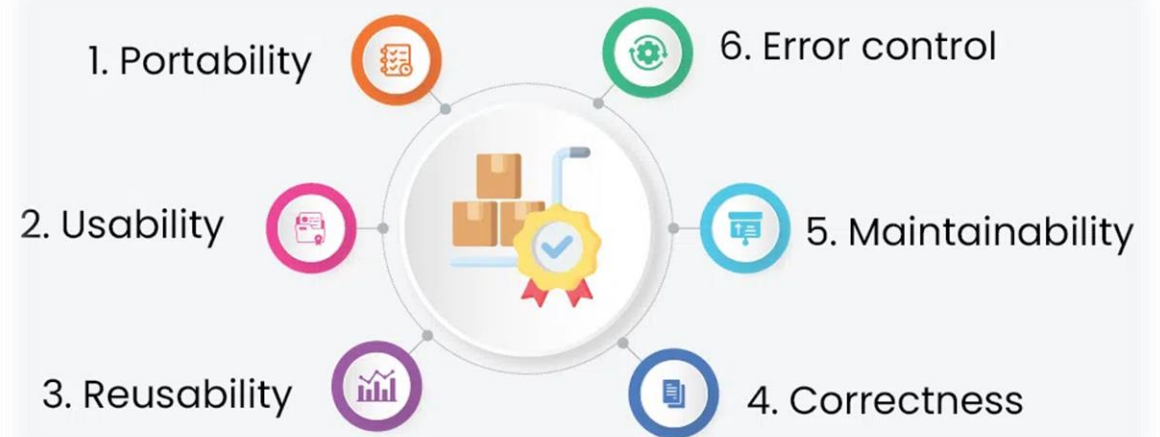 1. Portability
2. Usability
3. Reusability
4. Correctness
5. Maintainability
6. Error control